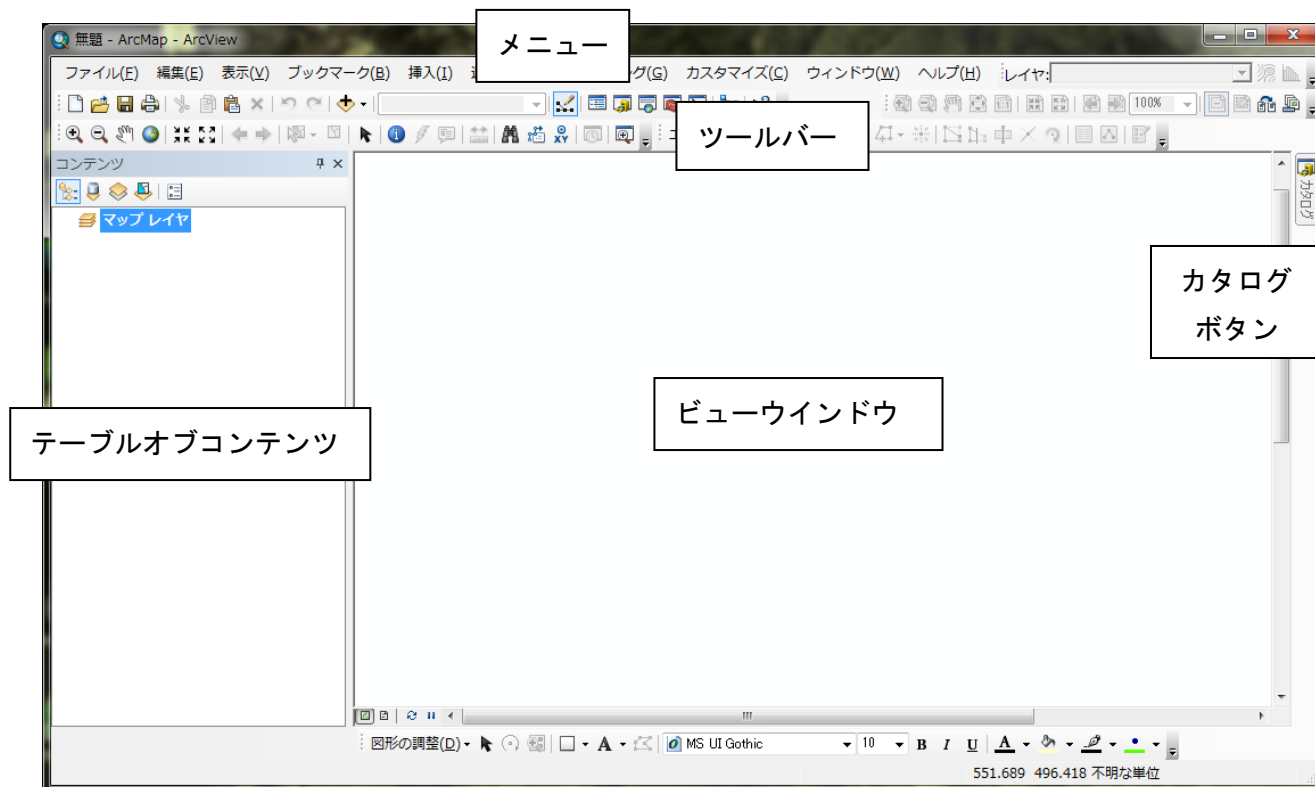 無題 - ArcMap - ArcView
メニュー
ファイル(F) 編集(E) 表示(V) ブックマーク(B) 挿入(I) グ(G) カスタマイズ(C) ウィンドウ(W) ヘルプ(H) レイヤ:
100%
ツールバー
コンテンツ
マップ レイヤ
カタログ
カタログ
ボタン
ビューウインドウ
テーブルオブコンテンツ
図形の調整(D) A MS UI Gothic 10 B I U A
551.689 496.418 不明な単位